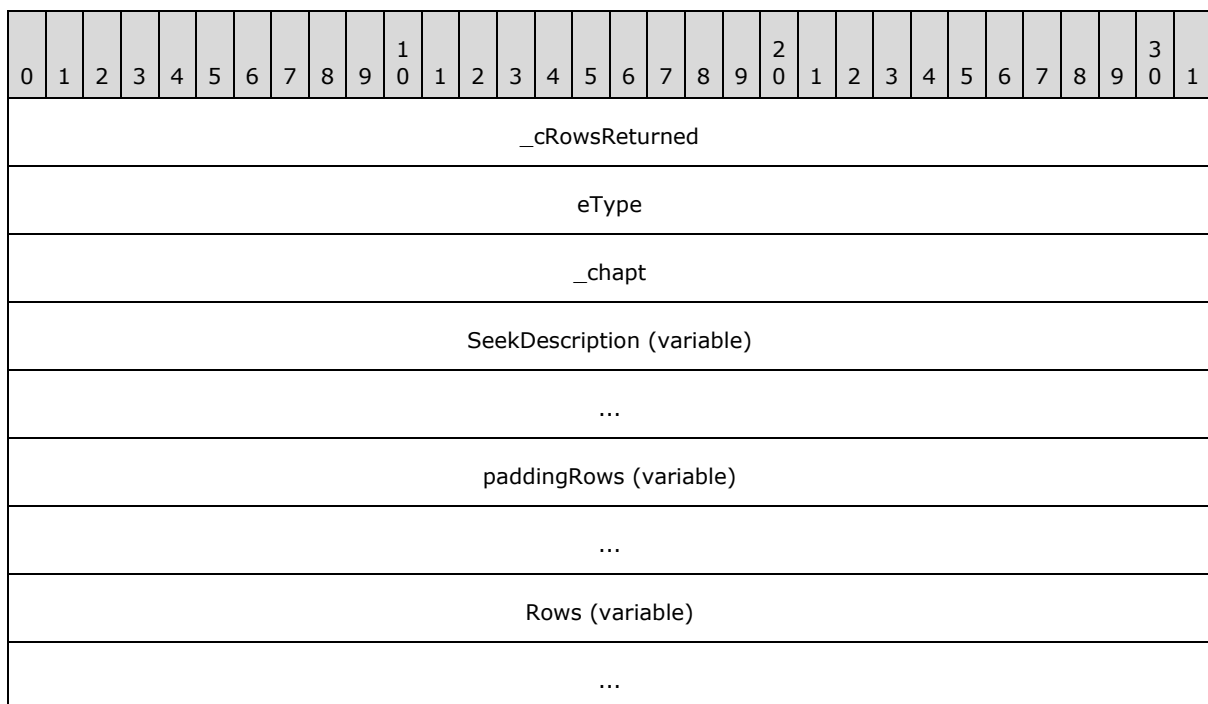 1 2 3
0 1 2 3 4 5 6 7 8 9 0 1 2 3 4 5 6 7 8 9 0 1 2 3 4 5 6 7 8 9 0 1
_cRowsReturned
eType
_chapt
SeekDescription (variable)
...
paddingRows (variable)
...
Rows (variable)
...